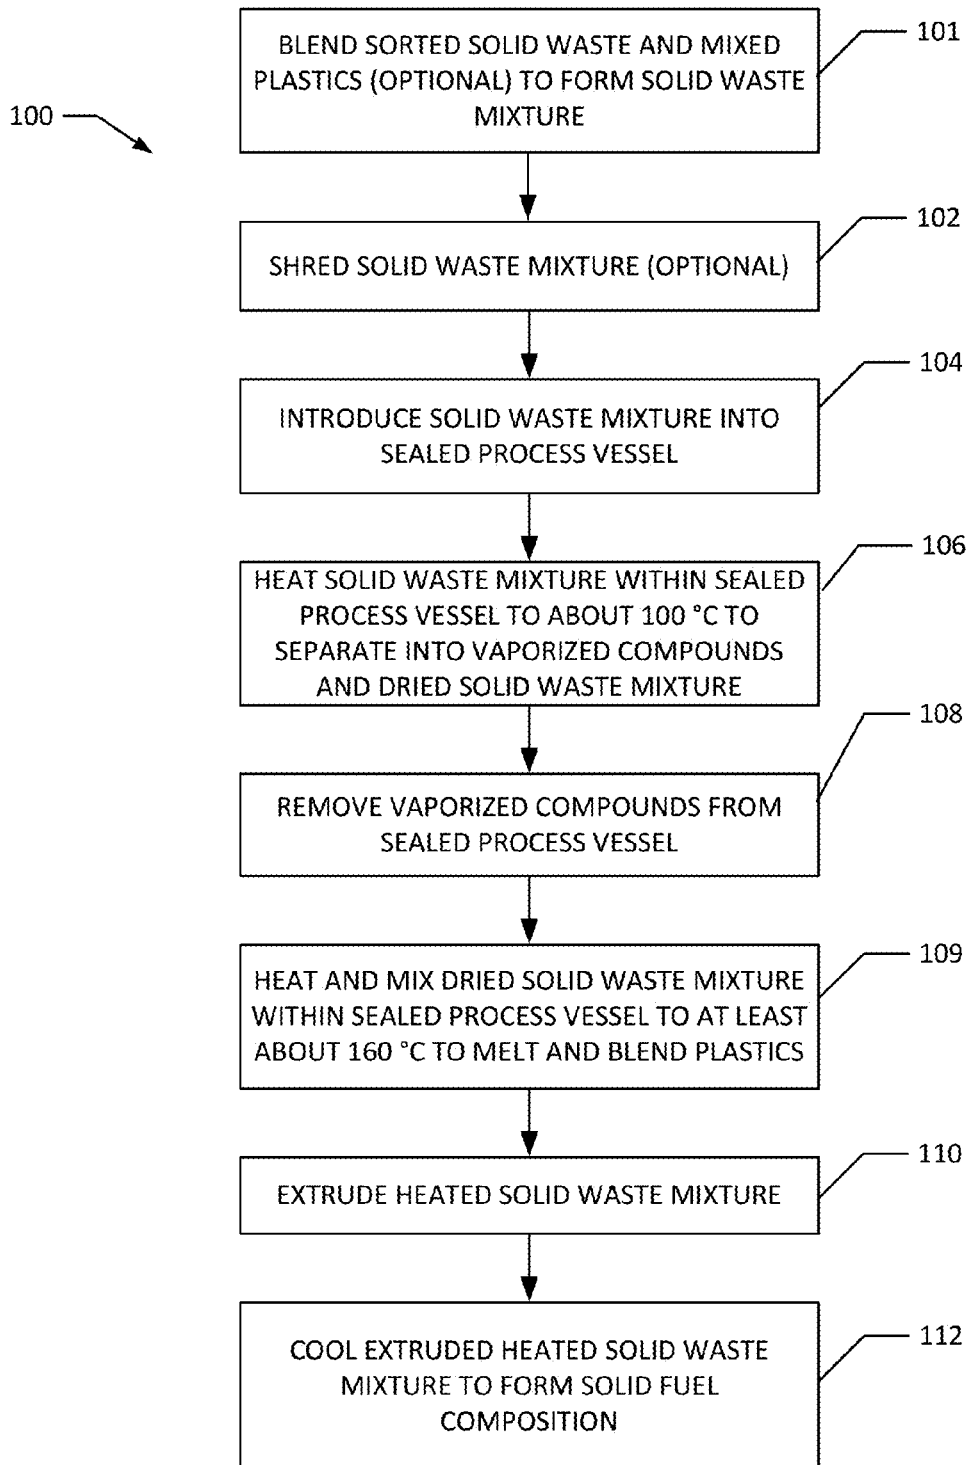 100
BLEND SORTED SOLID WASTE AND MIXED
PLASTICS (OPTIONAL) TO FORM SOLID WASTE
MIXTURE
101
SHRED SOLID WASTE MIXTURE (OPTIONAL)
102
INTRODUCE SOLID WASTE MIXTURE INTO
SEALED PROCESS VESSEL
104
HEAT SOLID WASTE MIXTURE WITHIN SEALED
PROCESS VESSEL TO ABOUT 100 °C TO
SEPARATE INTO VAPORIZED COMPOUNDS
AND DRIED SOLID WASTE MIXTURE
106
REMOVE VAPORIZED COMPOUNDS FROM
SEALED PROCESS VESSEL
108
HEAT AND MIX DRIED SOLID WASTE MIXTURE
WITHIN SEALED PROCESS VESSEL TO AT LEAST
ABOUT 160 °C TO MELT AND BLEND PLASTICS
109
EXTRUDE HEATED SOLID WASTE MIXTURE
110
COOL EXTRUDED HEATED SOLID WASTE
MIXTURE TO FORM SOLID FUEL
COMPOSITION
112